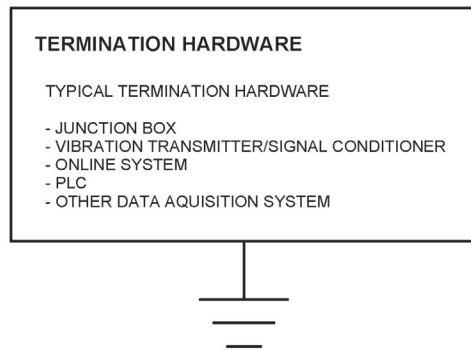 TERMINATION HARDWARE
TYPICAL TERMINATION HARDWARE
- JUNCTION BOX
- VIBRATION TRANSMITTER/SIGNAL CONDITIONER
- ONLINE SYSTEM
- PLC
- OTHER DATA AQUISITION SYSTEM